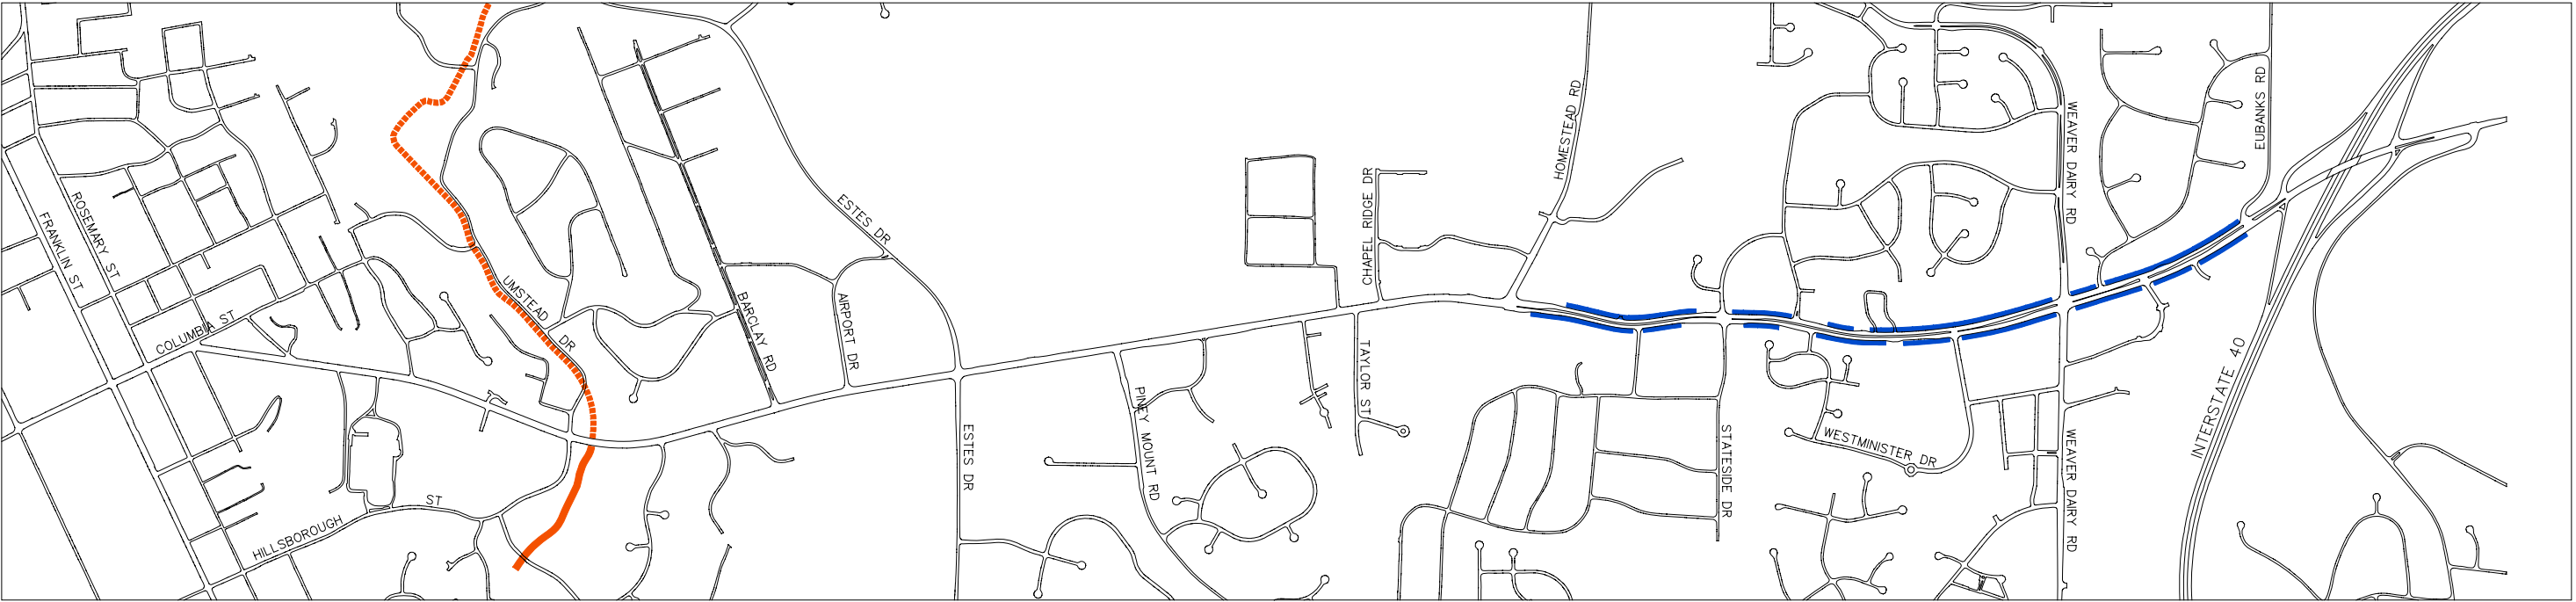 FRANKLIN ST
ROSEMARY ST
COLUMBIA ST
HILLSBOROUGH
ST
UMSTEAD
DR
BARCLAY RD
AIRPORT DR
ESTES DR
ESTES DR
PINEY MOUNT RD
TAYLOR ST
CHAPEL RIDGE DR
HOMESTEAD RD
STATESIDE DR
WESTMINISTER DR
WEAVER DAIRY RD
WEAVER DAIRY RD
EUBANKS RD
INTERSTATE 40